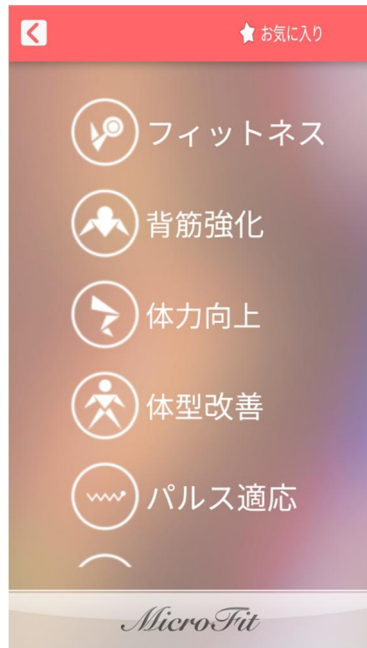 お気に入り
フィットネス
背筋強化
体力向上
体型改善
パルス適応
MicroFit